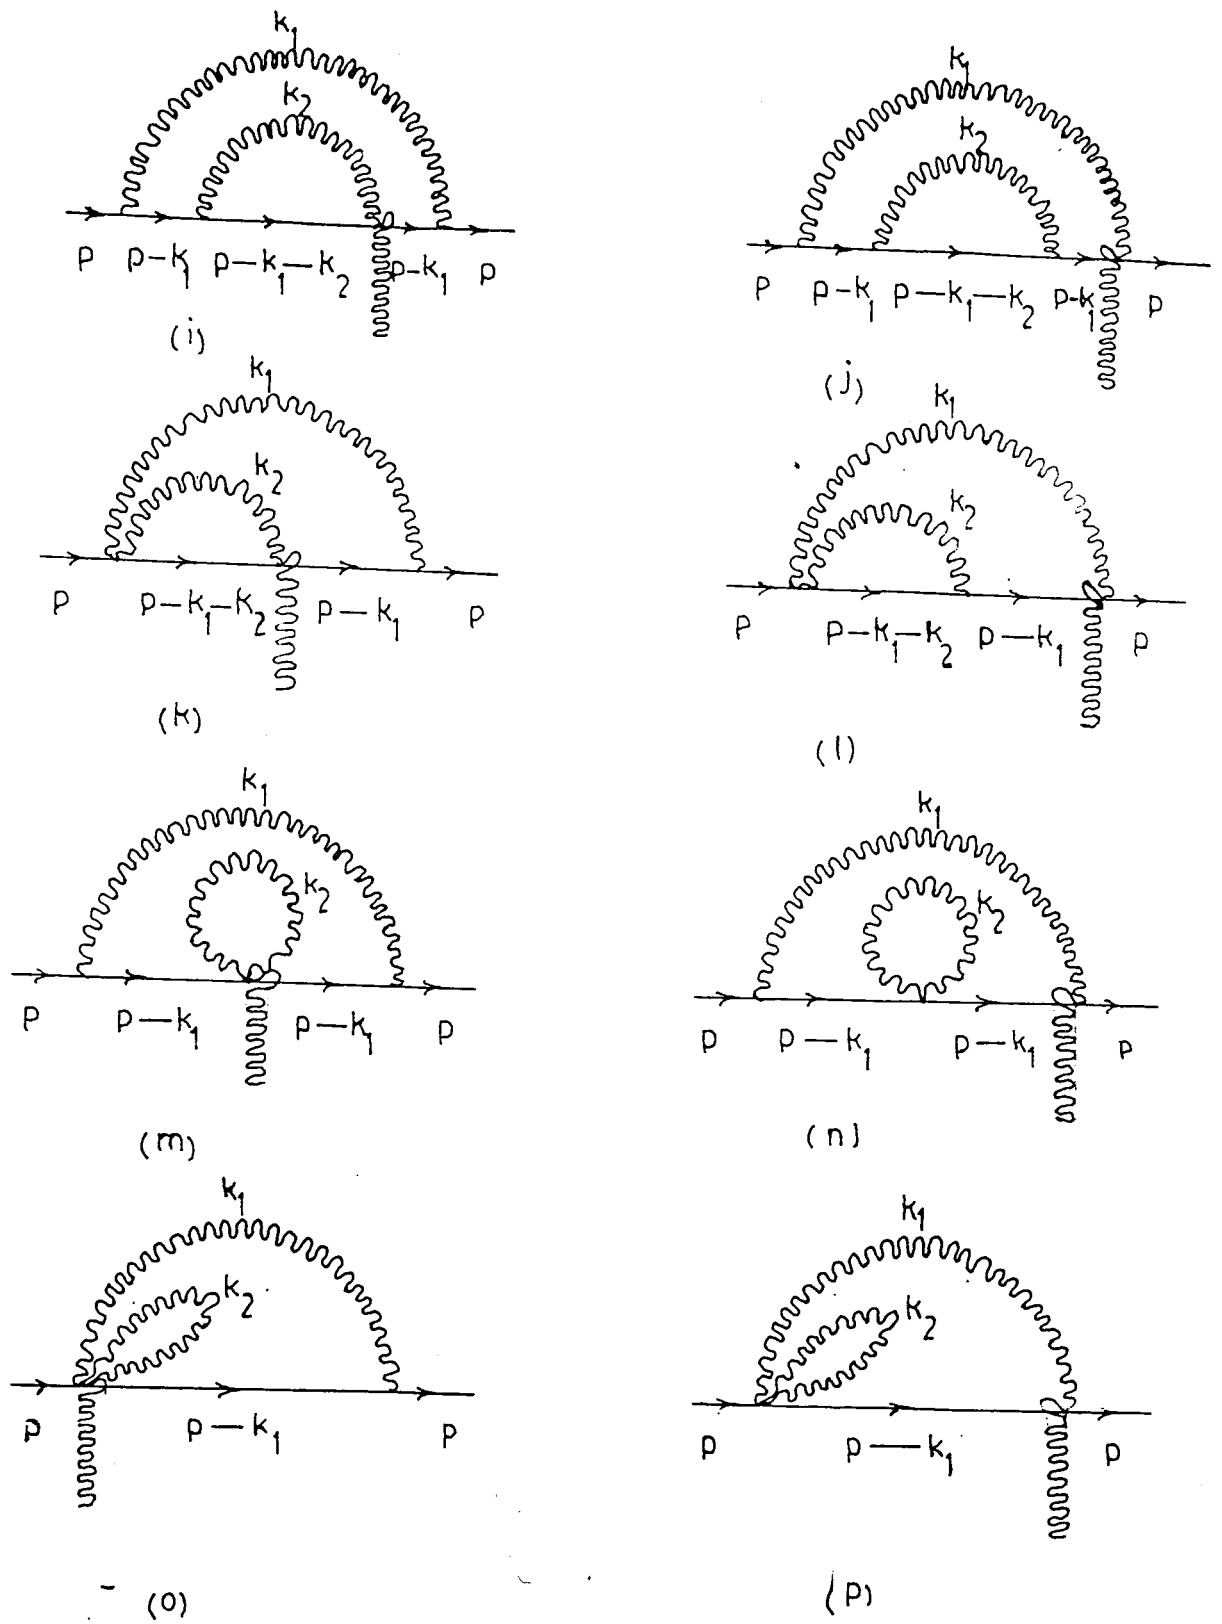 k₁
k₂
p p-k₁ p-k₁-k₂ p-k₁ p
(i)
k₁
k₂
p p-k₁ p-k₁-k₂ p-k₁ p
(j)
k₁
k₂
p p-k₁-k₂ p-k₁ p
(k)
k₁
k₂
p p-k₁-k₂ p-k₁ p
(l)
k₁
k₂
p p-k₁ p-k₁ p
(m)
k₁
k₂
p p-k₁ p-k₁ p
(n)
k₁
k₂
p p-k₁ p
(o)
k₁
k₂
p p-k₁ p
(p)